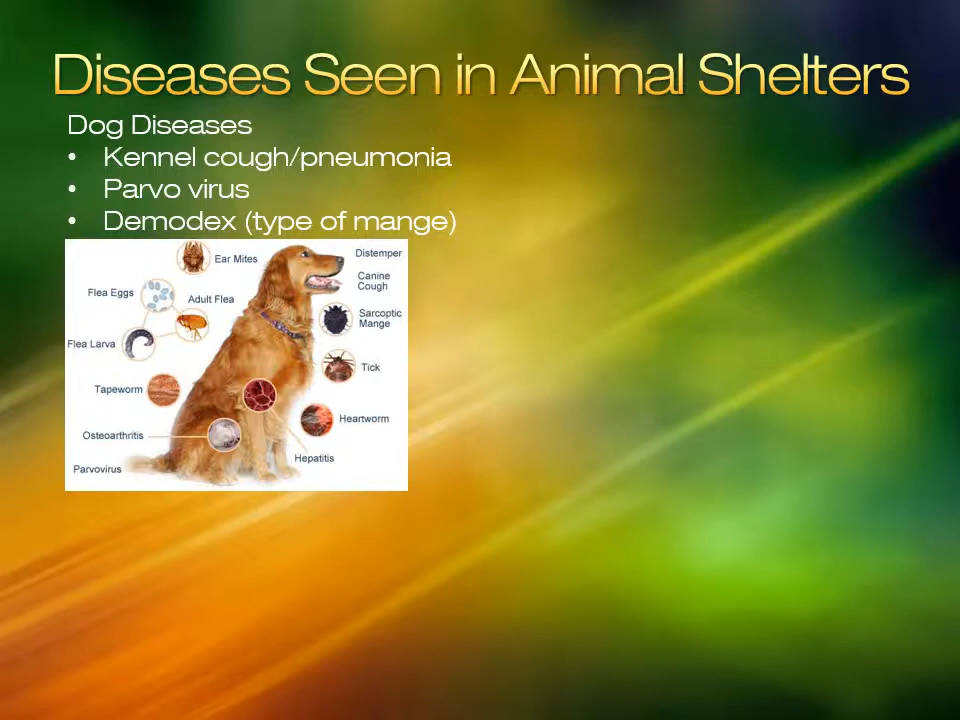 Diseases Seen in Animal Shelters
Dog Diseases
• Kennel cough/pneumonia
• Parvo virus
• Demodex (type of mange)
Ear Mites
Distemper
Canine
Cough
Flea Eggs
Adult Flea
Sarcoptic
Mange
Flea Larva
Tick
Tapeworm
Heartworm
Osteoarthritis
Hepatitis
Parvovirus